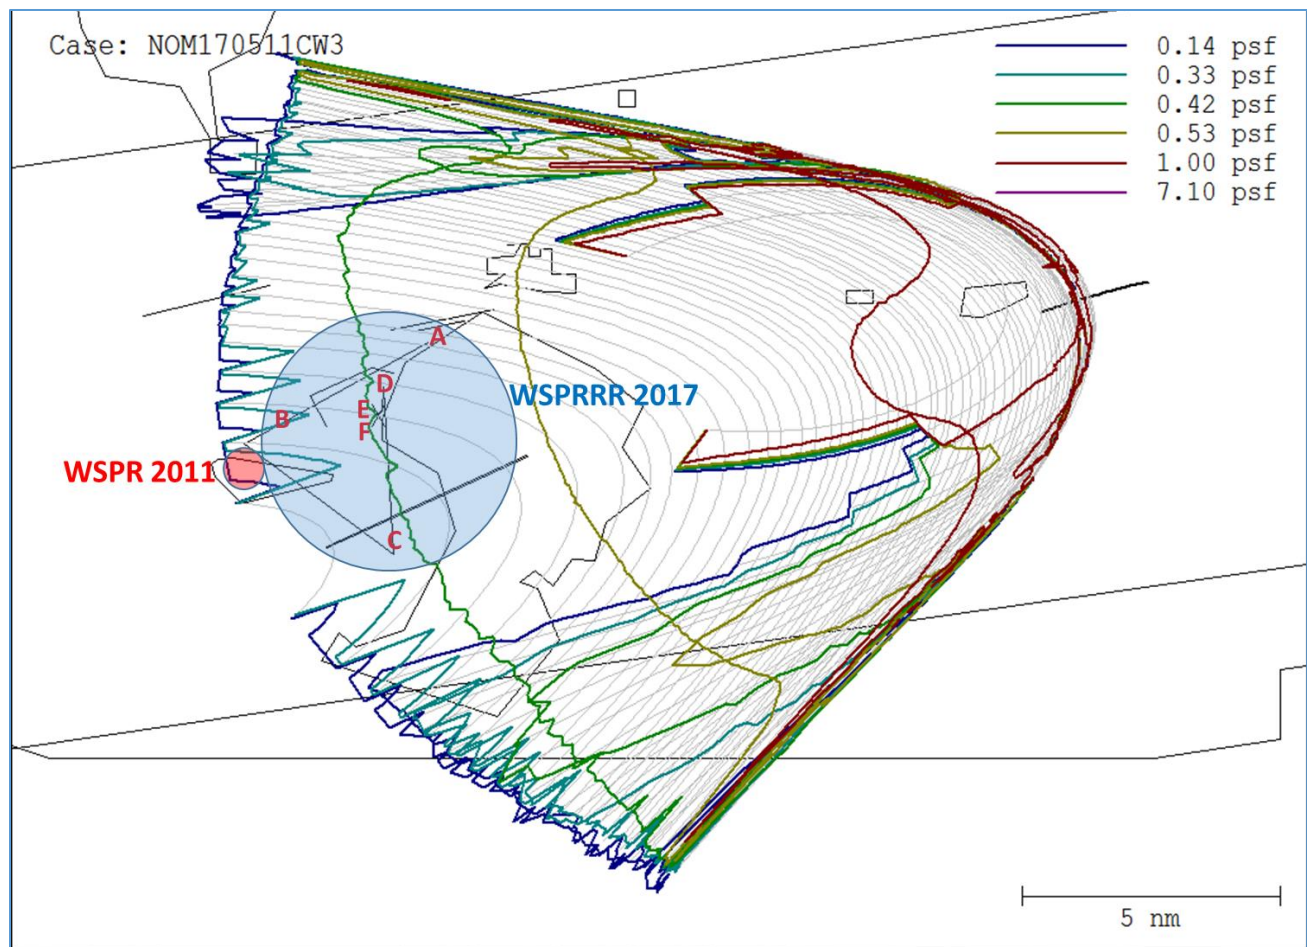 Case: NOM170511CW3
0.14 psf
0.33 psf
0.42 psf
0.53 psf
1.00 psf
7.10 psf
A
D
WSPRRR 2017
E
B
F
WSPR 2011
C
5 nm